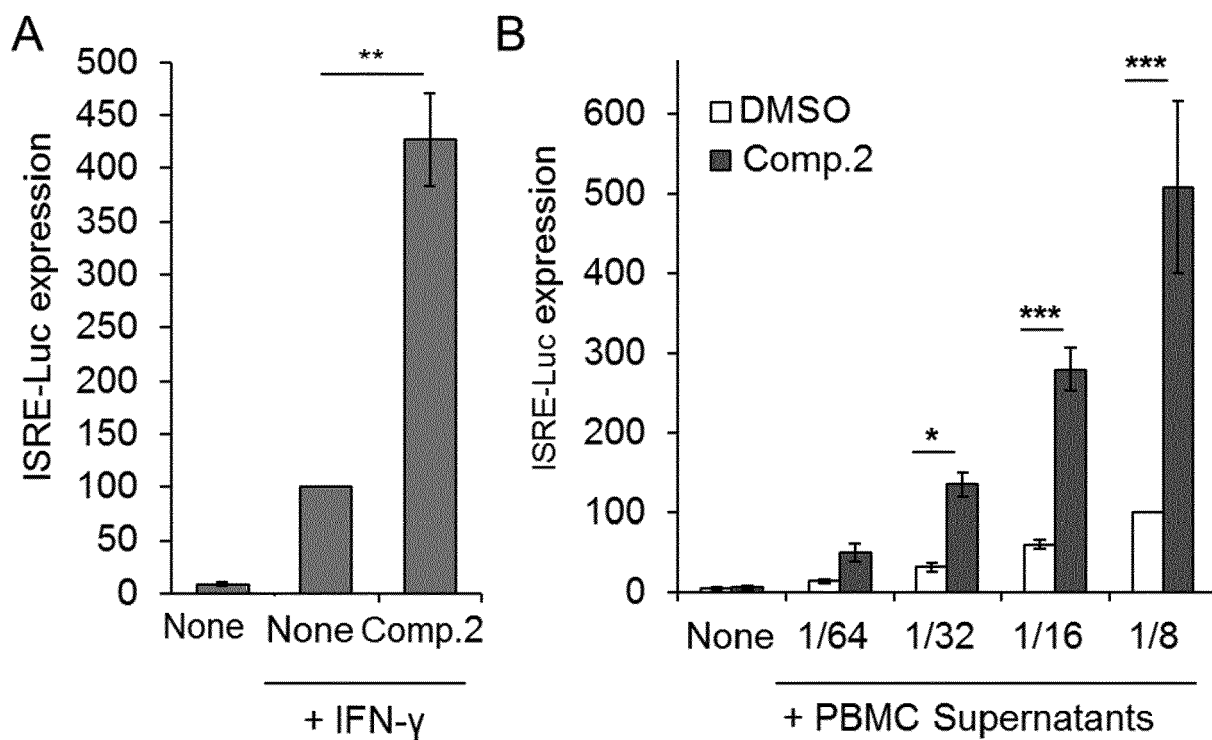 A
ISRE-Luc expression
500
450
400
350
300
250
200
150
100
50
0
**
None
None
Comp.2
+ IFN-γ
B
ISRE-Luc expression
600
500
400
300
200
100
0
DMSO
Comp.2
*
***
***
None
1/64
1/32
1/16
1/8
+ PBMC Supernatants